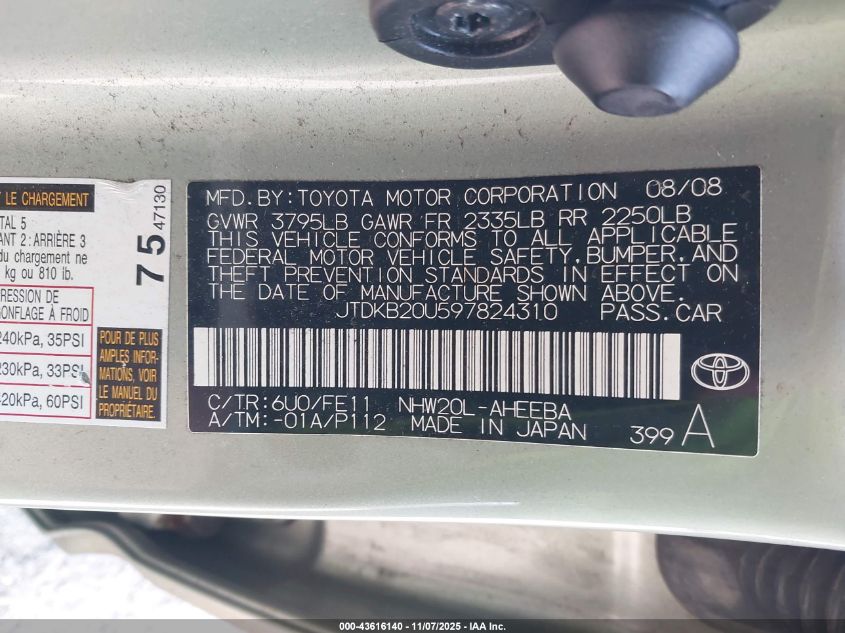 LE CHARGEMENT
TAL 5
ANT 2: ARRIÈRE 3
du chargement ne
kg ou 810 lb.
RESSION DE
GONFLAGE À FROID
240kPa, 35PSI
230kPa, 33PSI
420kPa, 60PSI
POUR DE PLUS
AMPLES INFOR-
MATIONS, VOIR
LE MANUEL DU
PROPRIÉTAIRE.
75
47130
MFD. BY: TOYOTA MOTOR CORPORATION 08/08
GVWR 3795LB GAWR FR 2335LB RR 2250LB
THIS VEHICLE CONFORMS TO ALL APPLICABLE
FEDERAL MOTOR VEHICLE SAFETY, BUMPER, AND
THEFT PREVENTION STANDARDS IN EFFECT ON
THE DATE OF MANUFACTURE SHOWN ABOVE.
JTDKB20U597824310 PASS. CAR
C/TR: 6U0/FE11 NHW20L-AHEEBA
A/TM: -01A/P112 MADE IN JAPAN 399 A
000-43616140 - 11/07/2025 - IAA Inc.